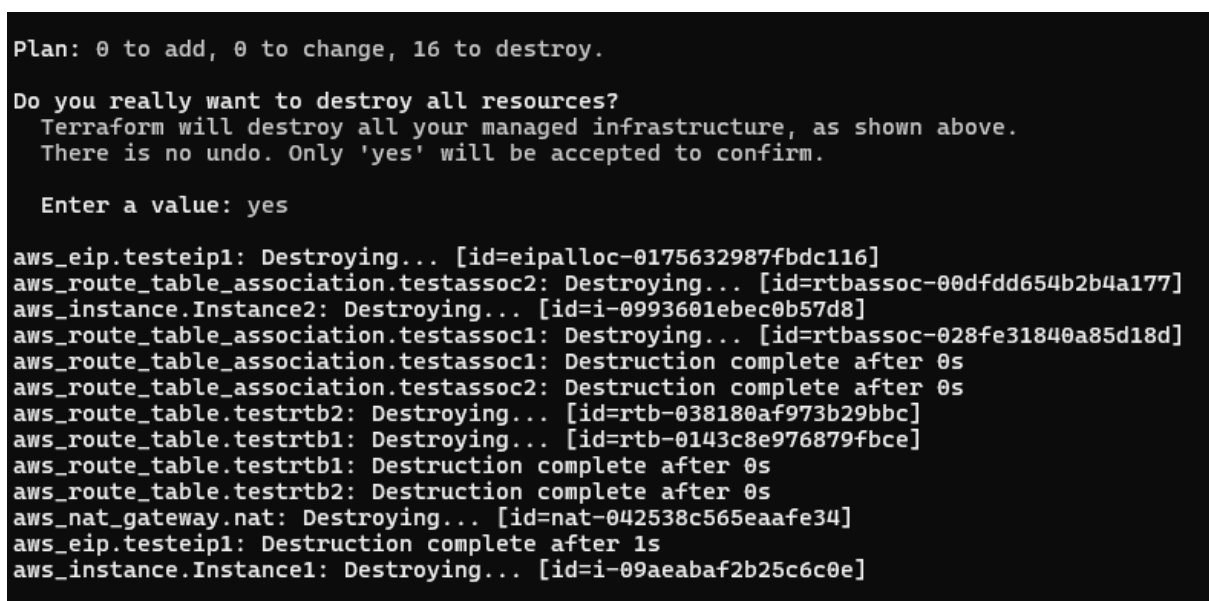 Plan: 0 to add, 0 to change, 16 to destroy.
Do you really want to destroy all resources?
Terraform will destroy all your managed infrastructure, as shown above.
There is no undo. Only 'yes' will be accepted to confirm.
Enter a value: yes
aws_eip.testeip1: Destroying... [id=eipalloc-0175632987fbdc116]
aws_route_table_association.testassoc2: Destroying... [id=rtbassoc-00dfdd654b2b4a177]
aws_instance.Instance2: Destroying... [id=i-0993601ebec0b57d8]
aws_route_table_association.testassoc1: Destroying... [id=rtbassoc-028fe31840a85d18d]
aws_route_table_association.testassoc1: Destruction complete after 0s
aws_route_table_association.testassoc2: Destruction complete after 0s
aws_route_table.testrtb2: Destroying... [id=rtb-038180af973b29bbc]
aws_route_table.testrtb1: Destroying... [id=rtb-0143c8e976879fbce]
aws_route_table.testrtb1: Destruction complete after 0s
aws_route_table.testrtb2: Destruction complete after 0s
aws_nat_gateway.nat: Destroying... [id=nat-042538c565eaafe34]
aws_eip.testeip1: Destruction complete after 1s
aws_instance.Instance1: Destroying... [id=i-09aeabaf2b25c6c0e]